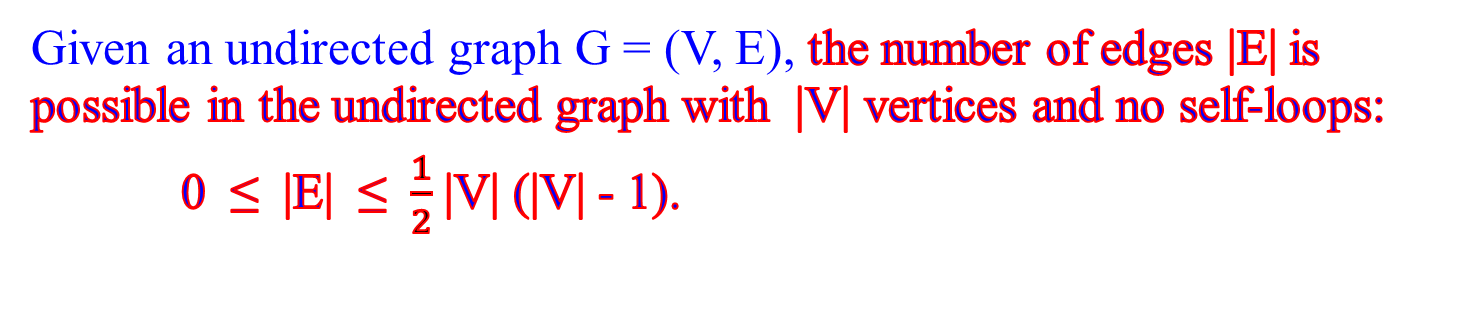 Given an undirected graph G = (V, E), the number of edges |E| is
possible in the undirected graph with |V| vertices and no self-loops:
0 ≤ |E| ≤ 1/2 |V| (|V| - 1).